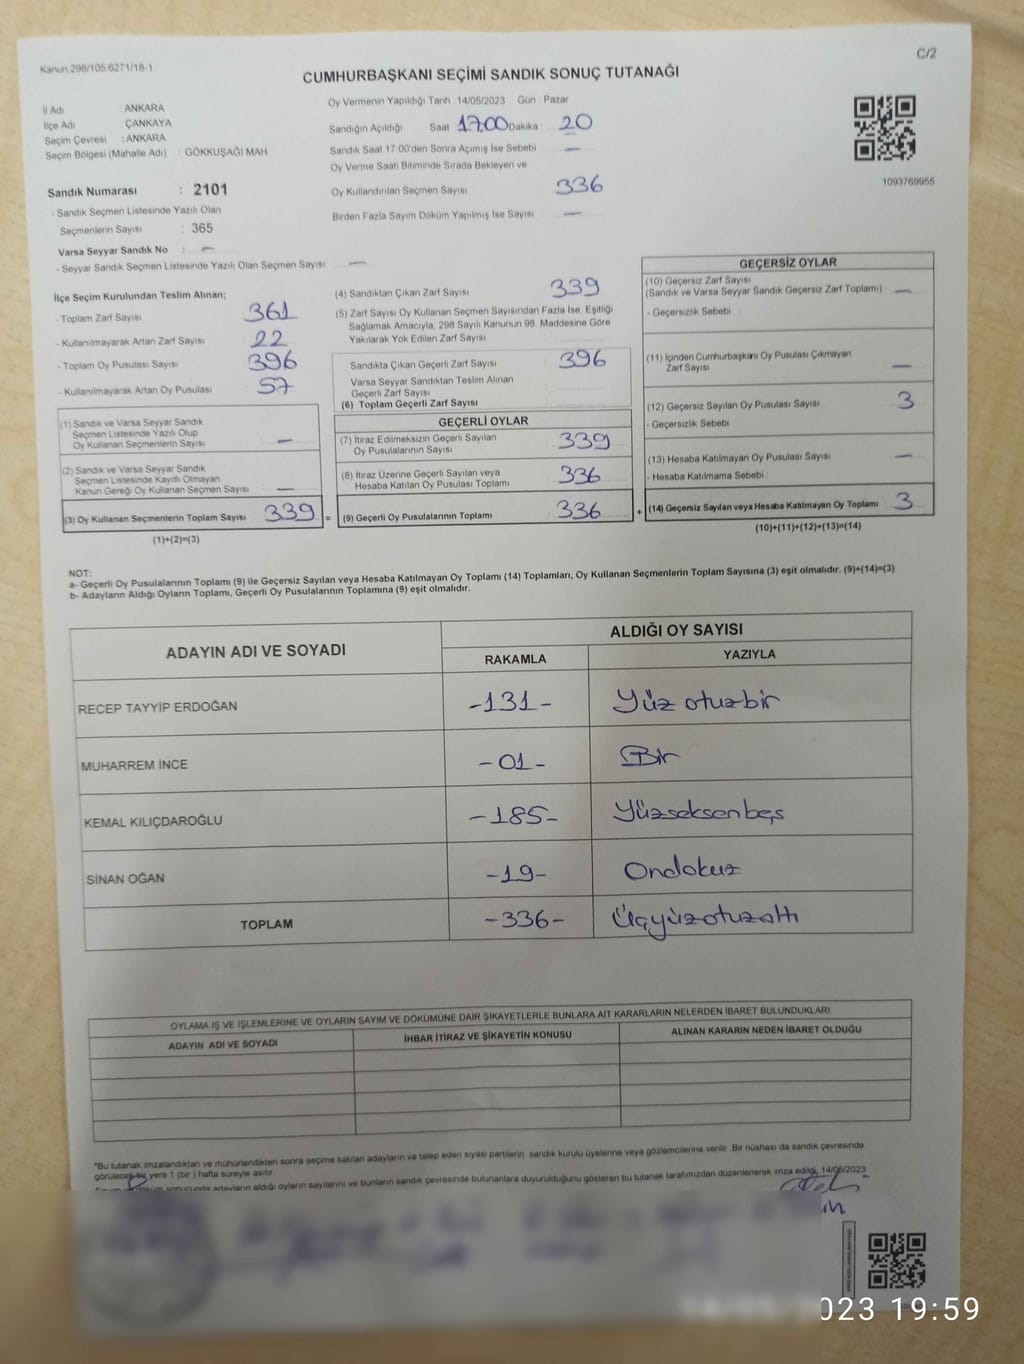 Kanun.298/105.6271/18-1
C/2
CUMHURBAŞKANI SEÇİMİ SANDIK SONUÇ TUTANAĞI
İl Adı : ANKARA
İlçe Adı : ÇANKAYA
Seçim Çevresi : ANKARA
Seçim Bölgesi (Mahalle Adı) : GÖKKUŞAĞI MAH
Sandık Numarası : 2101
- Sandık Seçmen Listesinde Yazılı Olan
Seçmenlerin Sayısı : 365
Varsa Seyyar Sandık No : —
- Seyyar Sandık Seçmen Listesinde Yazılı Olan Seçmen Sayısı : —
Oy Vermenin Yapıldığı Tarih : 14/05/2023 Gün : Pazar
Sandığın Açıldığı Saat 17.00 Dakika : 20
Sandık Saat 17:00'den Sonra Açımış İse Sebebi : —
Oy Verme Saati Bitiminde Sırada Bekleyen ve
Oy Kullandırılan Seçmen Sayısı : 336
Birden Fazla Sayım Döküm Yapılmış İse Sayısı : —
1093769955
İlçe Seçim Kurulundan Teslim Alınan;
- Toplam Zarf Sayısı : 361
- Kullanılmayarak Artan Zarf Sayısı : 22
- Toplam Oy Pusulası Sayısı : 396
- Kullanılmayarak Artan Oy Pusulası : 57
(1) Sandık ve Varsa Seyyar Sandık
Seçmen Listesinde Yazılı Olup
Oy Kullanan Seçmenlerin Sayısı : —
(2) Sandık ve Varsa Seyyar Sandık
Seçmen Listesinde Kayıtlı Olmayan
Kanun Gereği Oy Kullanan Seçmen Sayısı : —
(3) Oy Kullanan Seçmenlerin Toplam Sayısı : 339
(1)+(2)=(3)
(4) Sandıktan Çıkan Zarf Sayısı : 339
(5) Zarf Sayısı Oy Kullanan Seçmen Sayısından Fazla İse, Eşitliği
Sağlamak Amacıyla, 298 Sayılı Kanunun 98. Maddesine Göre
Yakılarak Yok Edilen Zarf Sayısı :
Sandıkta Çıkan Geçerli Zarf Sayısı : 396
Varsa Seyyar Sandıktan Teslim Alınan
Geçerli Zarf Sayısı :
(6) Toplam Geçerli Zarf Sayısı :
GEÇERLİ OYLAR
(7) İtiraz Edilmeksizin Geçerli Sayılan
Oy Pusulalarının Sayısı : 339
(8) İtiraz Üzerine Geçerli Sayılan veya
Hesaba Katılan Oy Pusulası Toplamı : 336
= (9) Geçerli Oy Pusulalarının Toplamı : 336
GEÇERSİZ OYLAR
(10) Geçersiz Zarf Sayısı
(Sandık ve Varsa Seyyar Sandık Geçersiz Zarf Toplamı) : —
- Geçersizlik Sebebi :
(11) İçinden Cumhurbaşkanı Oy Pusulası Çıkmayan
Zarf Sayısı : —
(12) Geçersiz Sayılan Oy Pusulası Sayısı : 3
- Geçersizlik Sebebi :
(13) Hesaba Katılmayan Oy Pusulası Sayısı : —
- Hesaba Katılmama Sebebi :
+ (14) Geçersiz Sayılan veya Hesaba Katılmayan Oy Toplamı : 3
(10)+(11)+(12)+(13)=(14)
NOT:
a- Geçerli Oy Pusulalarının Toplamı (9) ile Geçersiz Sayılan veya Hesaba Katılmayan Oy Toplamı (14) Toplamları, Oy Kullanan Seçmenlerin Toplam Sayısına (3) eşit olmalıdır. (9)+(14)=(3)
b- Adayların Aldığı Oyların Toplamı, Geçerli Oy Pusulalarının Toplamına (9) eşit olmalıdır.
ADAYIN ADI VE SOYADI
ALDIĞI OY SAYISI
RAKAMLA YAZIYLA
RECEP TAYYİP ERDOĞAN -131- Yüz otuzbir
MUHARREM İNCE -01- Bir
KEMAL KILIÇDAROĞLU -185- Yüzseksenbeş
SİNAN OĞAN -19- Ondokuz
TOPLAM -336- Üçyüzotuzaltı
OYLAMA İŞ VE İŞLEMLERİNE VE OYLARIN SAYIM VE DÖKÜMÜNE DAİR ŞİKAYETLERLE BUNLARA AİT KARARLARIN NELERDEN İBARET BULUNDUKLARI
ADAYIN ADI VE SOYADI İHBAR İTİRAZ VE ŞİKAYETİN KONUSU ALINAN KARARIN NEDEN İBARET OLDUĞU
*Bu tutanak imzalandıktan ve mühürlendikten sonra seçime katılan adayların ve talep eden siyasi partilerin sandık kurulu üyelerine veya gözlemcilerine verilir. Bir nüshası da sandık çevresinde
görülecek bir yere 1 (bir) hafta süreyle asılır.
döküm sonucunda adayların aldığı oyların sayılarını ve bunların sandık çevresinde bulunanlara duyurulduğunu gösteren bu tutanak tarafımızdan düzenlenerek imza edildi. 14/05/2023
023 19:59